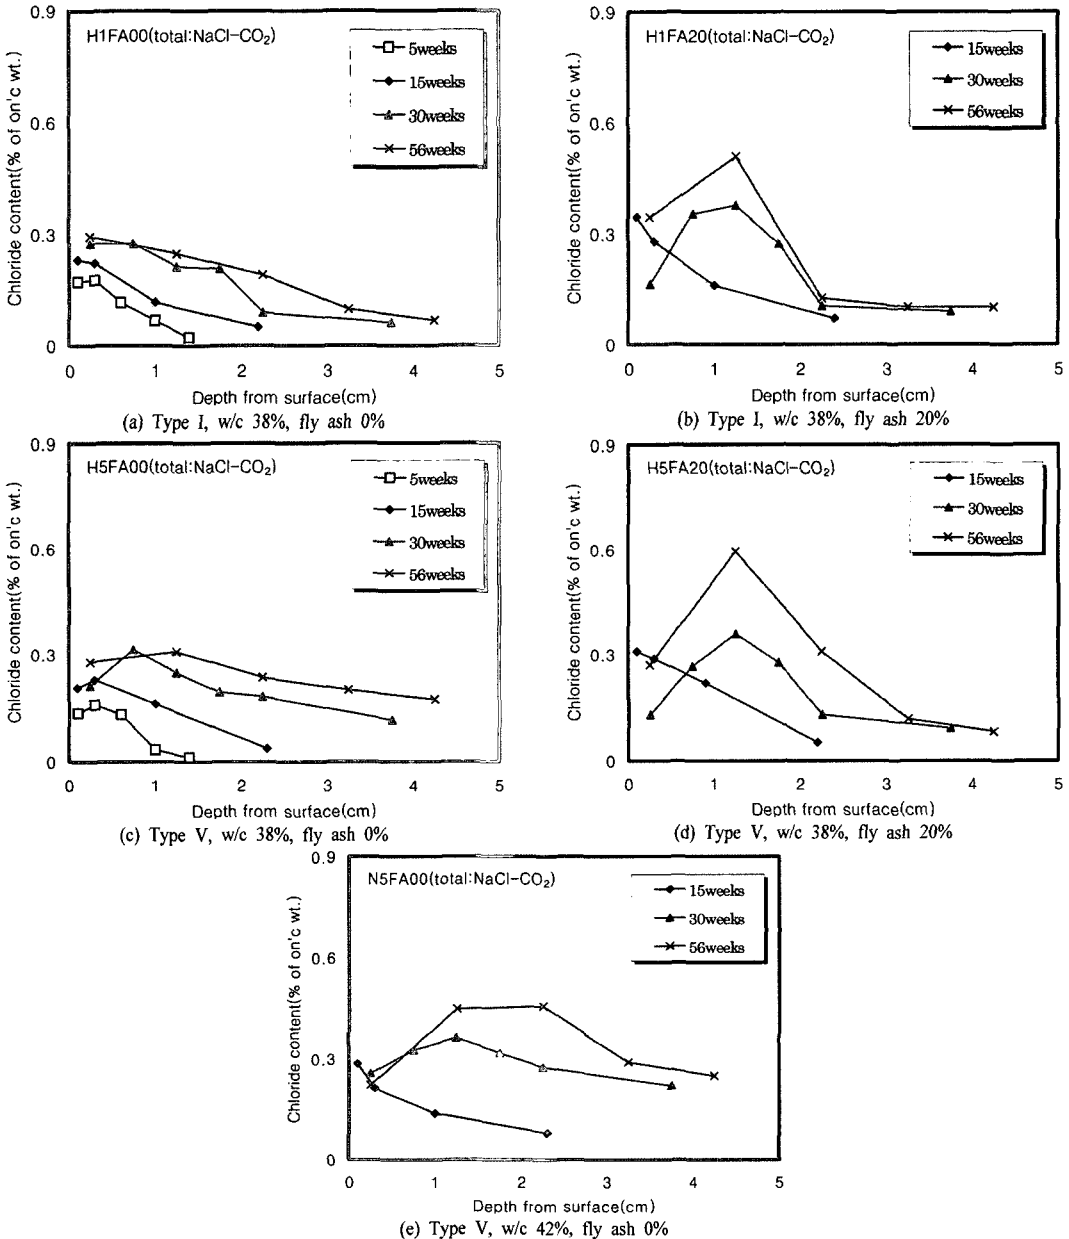 H1FA00(total:NaCl-CO₂)
5weeks
15weeks
30weeks
56weeks
Chloride content(% of on'c wt.)
0.9
0.6
0.3
0
0 1 2 3 4 5
Depth from surface(cm)
(a) Type I, w/c 38%, fly ash 0%
H1FA20(total:NaCl-CO₂)
15weeks
30weeks
56weeks
Chloride content(% of on'c wt.)
0.9
0.6
0.3
0
0 1 2 3 4 5
Depth from surface(cm)
(b) Type I, w/c 38%, fly ash 20%
H5FA00(total:NaCl-CO₂)
5weeks
15weeks
30weeks
56weeks
Chloride content(% of on'c wt.)
0.9
0.6
0.3
0
0 1 2 3 4 5
Depth from surface(cm)
(c) Type V, w/c 38%, fly ash 0%
H5FA20(total:NaCl-CO₂)
15weeks
30weeks
56weeks
Chloride content(% of on'c wt.)
0.9
0.6
0.3
0
0 1 2 3 4 5
Depth from surface(cm)
(d) Type V, w/c 38%, fly ash 20%
N5FA00(total:NaCl-CO₂)
15weeks
30weeks
56weeks
Chloride content(% of on'c wt.)
0.9
0.6
0.3
0
0 1 2 3 4 5
Depth from surface(cm)
(e) Type V, w/c 42%, fly ash 0%